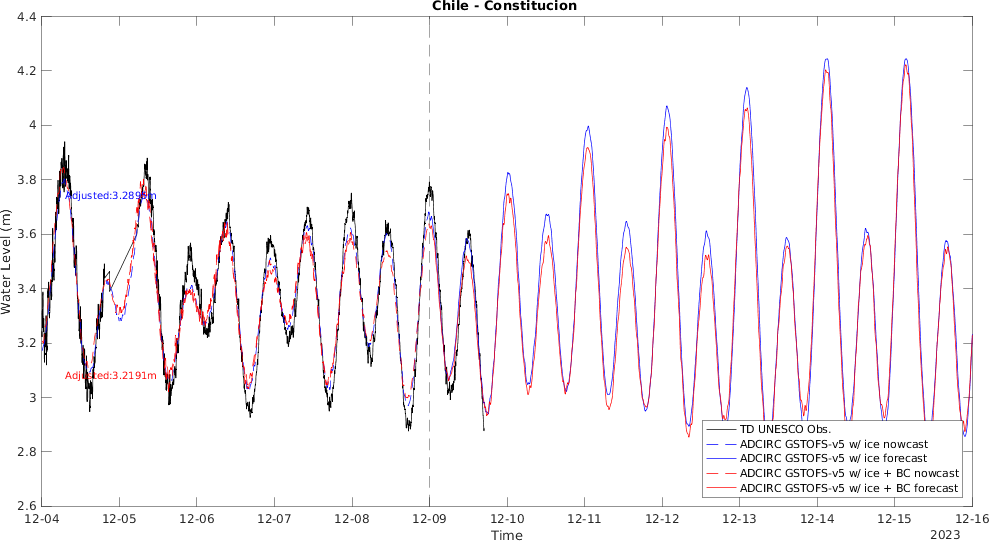 Chile - Constitucion
4.4
4.2
4
3.8
3.6
3.4
3.2
3
2.8
2.6
Water Level (m)
Adjusted:3.289 m
Adjusted:3.2191m
TD UNESCO Obs.
ADCIRC GSTOFS-v5 w/ ice nowcast
ADCIRC GSTOFS-v5 w/ ice forecast
ADCIRC GSTOFS-v5 w/ ice + BC nowcast
ADCIRC GSTOFS-v5 w/ ice + BC forecast
12-04 12-05 12-06 12-07 12-08 12-09 12-10 12-11 12-12 12-13 12-14 12-15 12-16
Time
2023